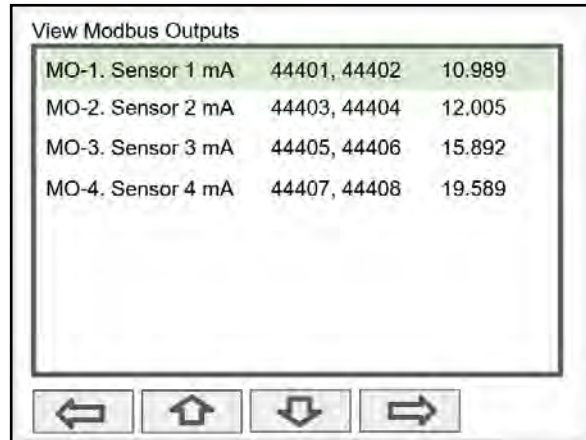 View Modbus Outputs
MO-1. Sensor 1 mA 44401, 44402 10.989
MO-2. Sensor 2 mA 44403, 44404 12.005
MO-3. Sensor 3 mA 44405, 44406 15.892
MO-4. Sensor 4 mA 44407, 44408 19.589